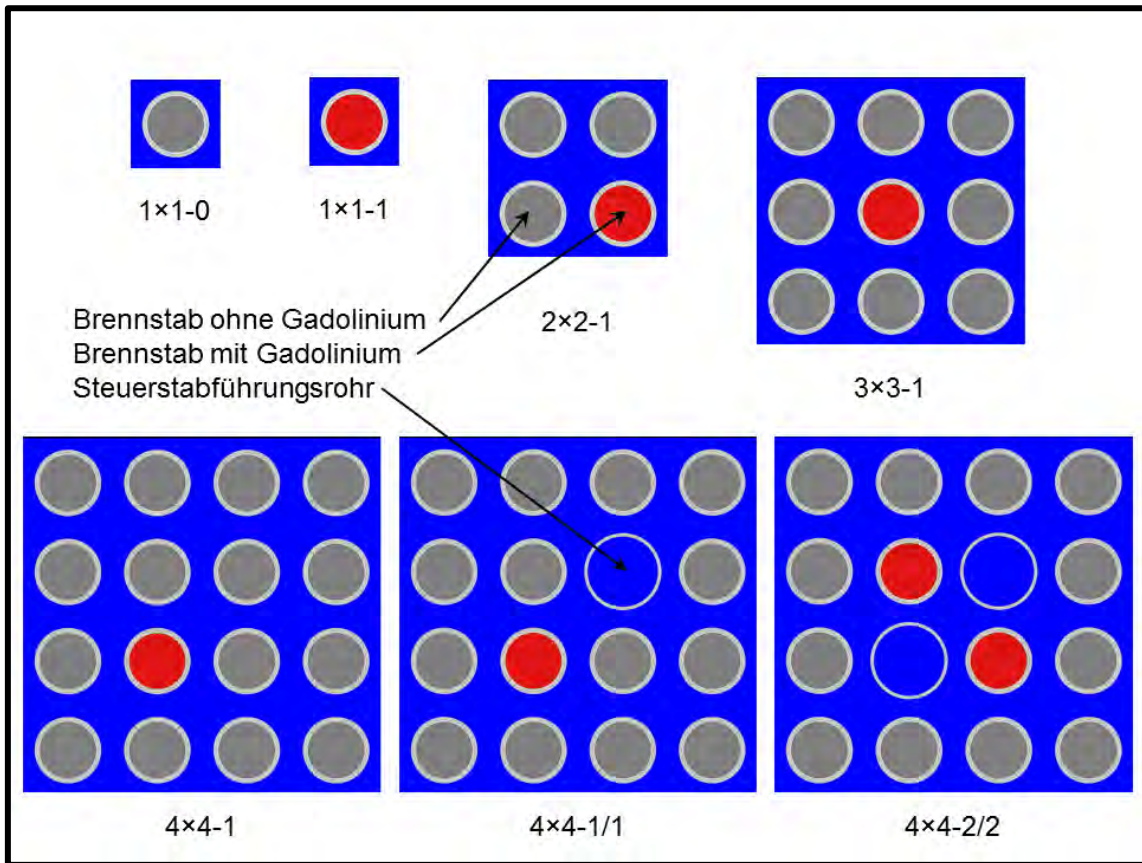 1×1-0
1×1-1
2×2-1
3×3-1
Brennstab ohne Gadolinium
Brennstab mit Gadolinium
Steuerstabführungsrohr
4×4-1
4×4-1/1
4×4-2/2